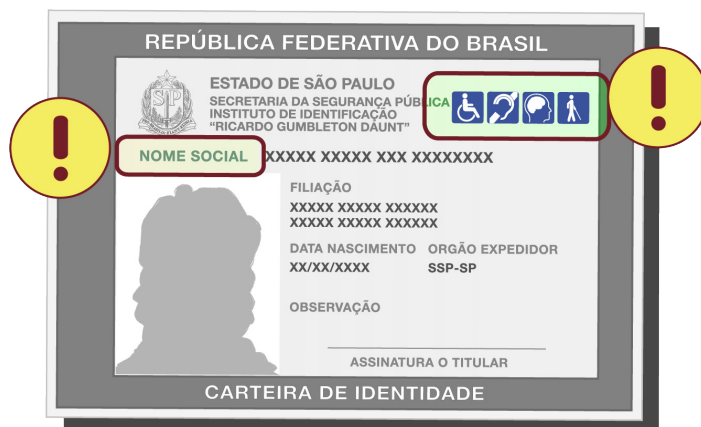 REPÚBLICA FEDERATIVA DO BRASIL
SP
ESTADO DE SÃO PAULO
SECRETARIA DA SEGURANÇA PÚBLICA
INSTITUTO DE IDENTIFICAÇÃO
“RICARDO GUMBLETON DAUNT”
NOME SOCIAL XXXXX XXXXX XXX XXXXXXXX
FILIAÇÃO
XXXXX XXXXX XXXXXX
XXXXX XXXXX XXXXXX
DATA NASCIMENTO ORGÃO EXPEDIDOR
XX/XX/XXXX SSP-SP
OBSERVAÇÃO
ASSINATURA O TITULAR
CARTEIRA DE IDENTIDADE
! !